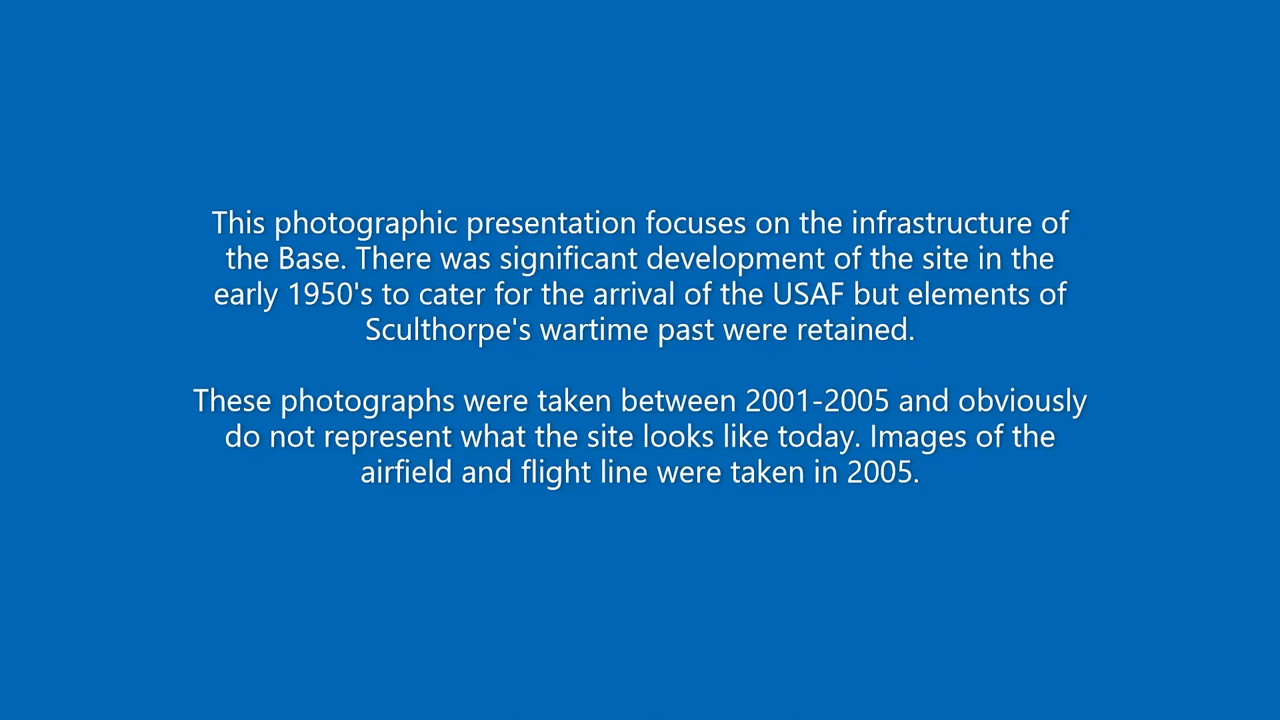 This photographic presentation focuses on the infrastructure of
the Base. There was significant development of the site in the
early 1950's to cater for the arrival of the USAF but elements of
Sculthorpe's wartime past were retained.
These photographs were taken between 2001-2005 and obviously
do not represent what the site looks like today. Images of the
airfield and flight line were taken in 2005.